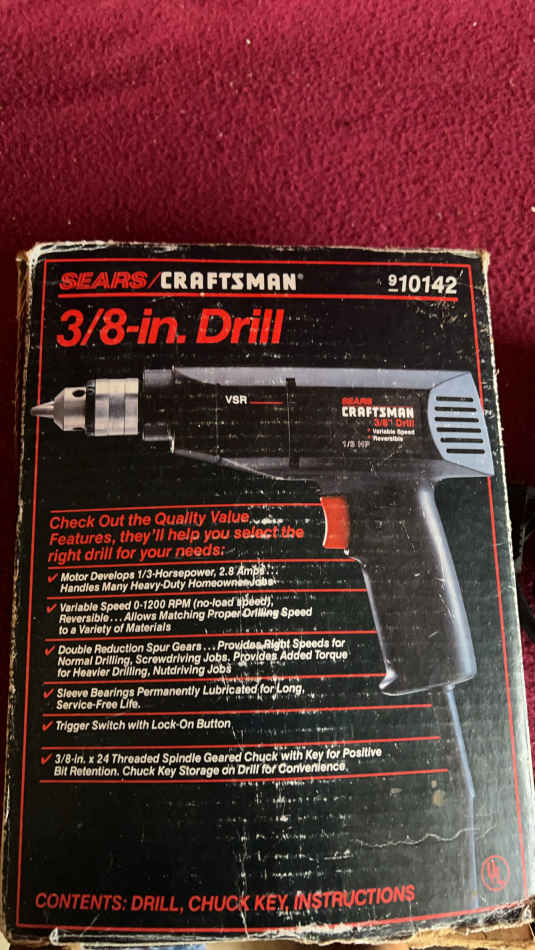 SEARS/CRAFTSMAN®
910142
3/8-in. Drill
VSR
SEARS
CRAFTSMAN
3/8" Drill
• Variable Speed
• Reversible
1/3 HP
Check Out the Quality Value
Features, they'll help you select the
right drill for your needs:
✓ Motor Develops 1/3-Horsepower, 2.8 Amps...
Handles Many Heavy-Duty Homeowner Jobs
✓ Variable Speed 0-1200 RPM (no-load speed),
Reversible...Allows Matching Proper Drilling Speed
to a Variety of Materials
✓ Double Reduction Spur Gears...Provides Right Speeds for
Normal Drilling, Screwdriving Jobs. Provides Added Torque
for Heavier Drilling, Nutdriving Jobs
✓ Sleeve Bearings Permanently Lubricated for Long,
Service-Free Life.
✓ Trigger Switch with Lock-On Button
✓ 3/8-in. x 24 Threaded Spindle Geared Chuck with Key for Positive
Bit Retention. Chuck Key Storage on Drill for Convenience.
UL
CONTENTS: DRILL, CHUCK KEY, INSTRUCTIONS